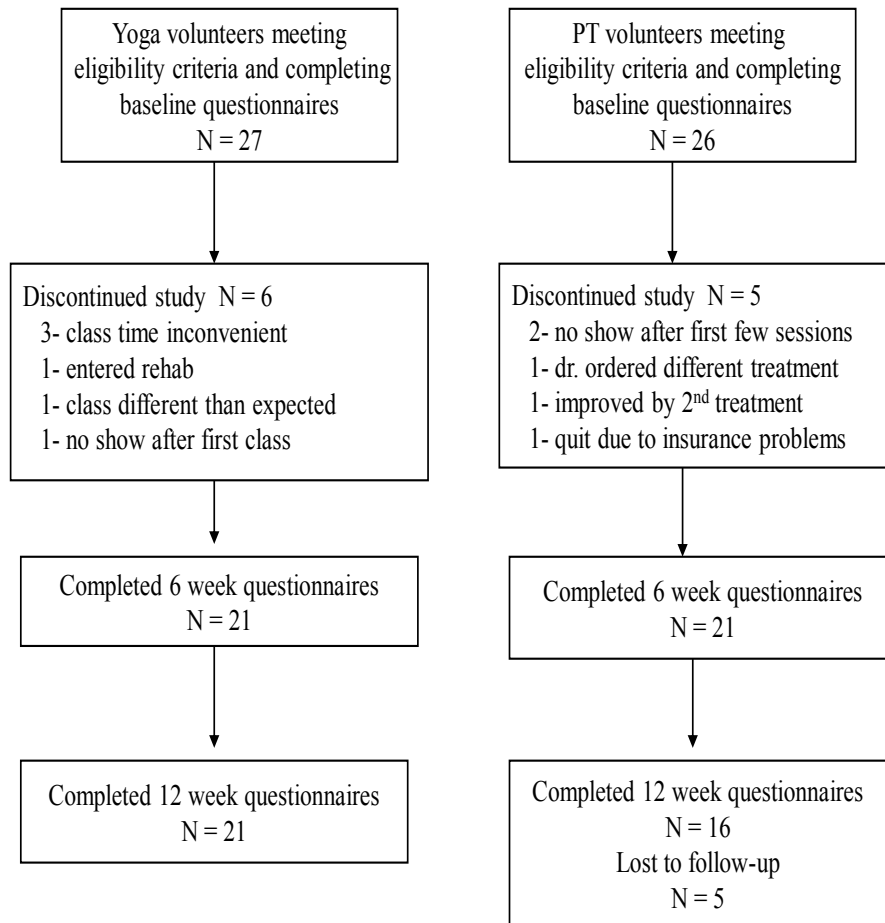 Yoga volunteers meeting
eligibility criteria and completing
baseline questionnaires
N = 27
PT volunteers meeting
eligibility criteria and completing
baseline questionnaires
N = 26
Discontinued study N = 6
3- class time inconvenient
1- entered rehab
1- class different than expected
1- no show after first class
Discontinued study N = 5
2- no show after first few sessions
1- dr. ordered different treatment
1- improved by 2nd treatment
1- quit due to insurance problems
Completed 6 week questionnaires
N = 21
Completed 6 week questionnaires
N = 21
Completed 12 week questionnaires
N = 21
Completed 12 week questionnaires
N = 16
Lost to follow-up
N = 5